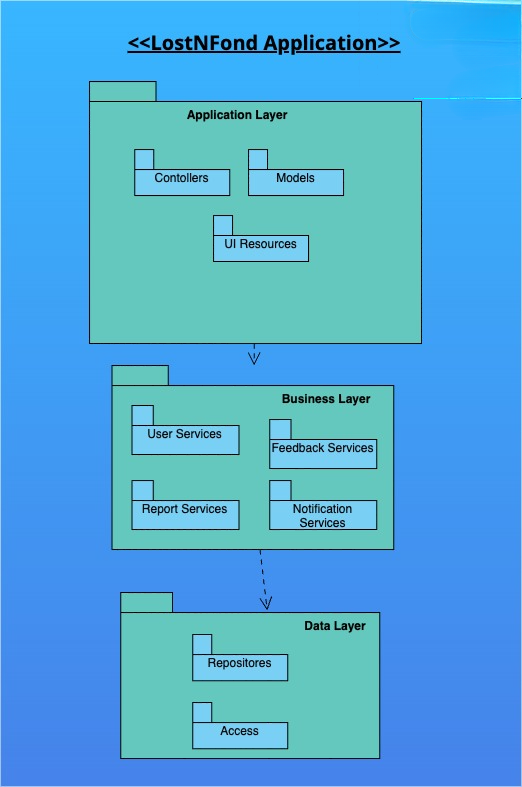 <<LostNFond Application>>
Application Layer
Contollers
Models
UI Resources
Business Layer
User Services
Feedback Services
Report Services
Notification
Services
Data Layer
Repositores
Access